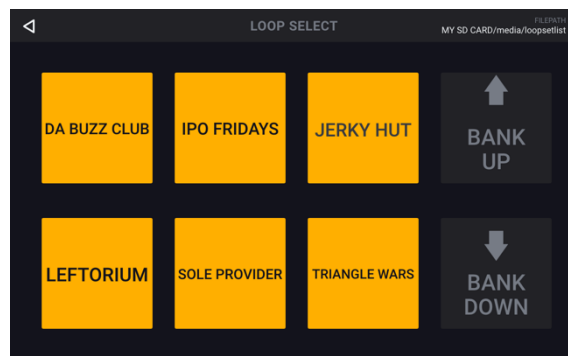 LOOP SELECT
FILEPATH
MY SD CARD/media/loopsetlist
DA BUZZ CLUB
IPO FRIDAYS
JERKY HUT
BANK
UP
LEFTORIUM
SOLE PROVIDER
TRIANGLE WARS
BANK
DOWN